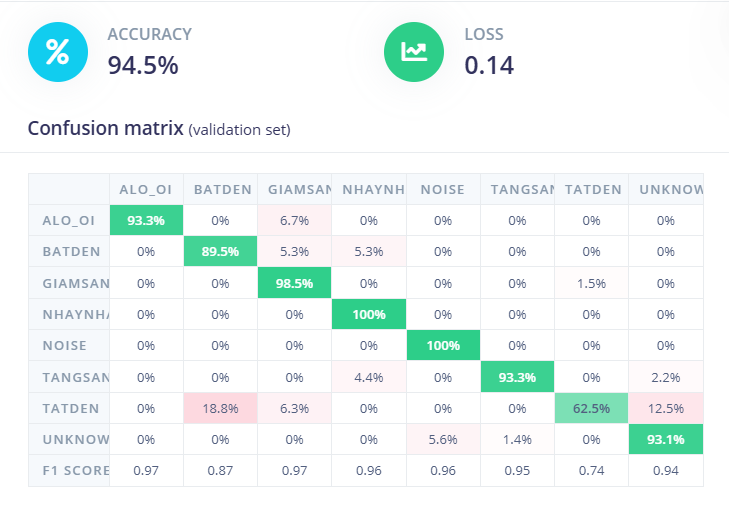 ACCURACY
94.5%
LOSS
0.14
Confusion matrix (validation set)
ALO_OI BATDEN GIAMSAN NHAYNH NOISE TANGSAN TATDEN UNKNOW
ALO_OI 93.3% 0% 6.7% 0% 0% 0% 0% 0%
BATDEN 0% 89.5% 5.3% 5.3% 0% 0% 0% 0%
GIAMSAN 0% 0% 98.5% 0% 0% 0% 1.5% 0%
NHAYNHA 0% 0% 0% 100% 0% 0% 0% 0%
NOISE 0% 0% 0% 0% 100% 0% 0% 0%
TANGSAN 0% 0% 0% 4.4% 0% 93.3% 0% 2.2%
TATDEN 0% 18.8% 6.3% 0% 0% 0% 62.5% 12.5%
UNKNOW 0% 0% 0% 0% 5.6% 1.4% 0% 93.1%
F1 SCORE 0.97 0.87 0.97 0.96 0.96 0.95 0.74 0.94